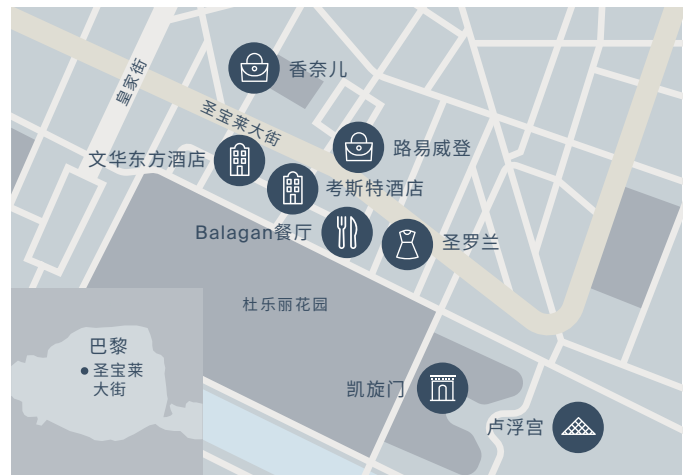 香奈儿
皇家街
圣宝莱大街
路易威登
文华东方酒店
考斯特酒店
Balagan餐厅
圣罗兰
杜乐丽花园
巴黎
圣宝莱
大街
凯旋门
卢浮宫